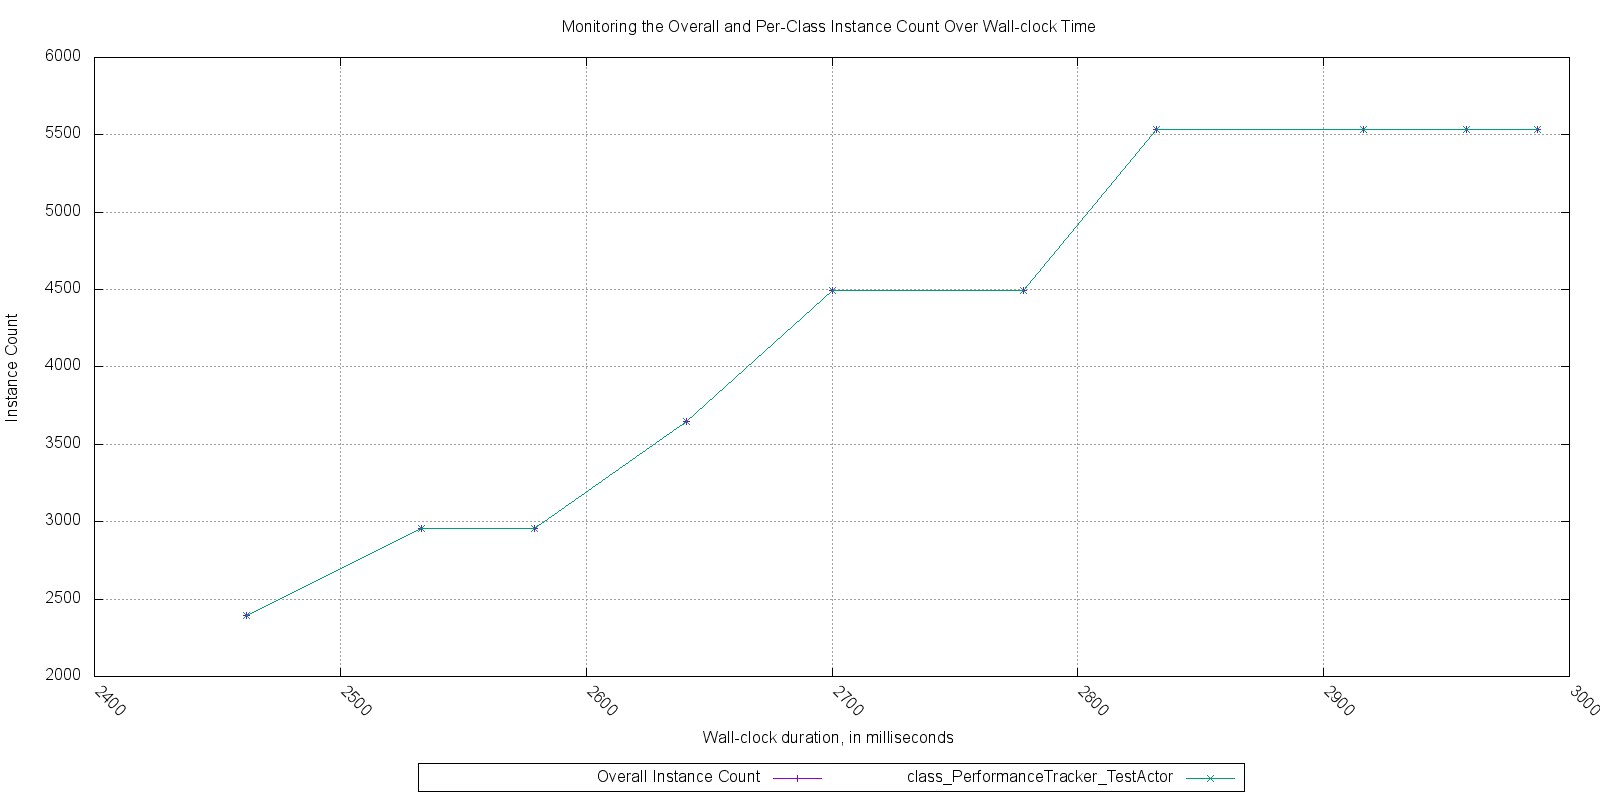 Monitoring the Overall and Per-Class Instance Count Over Wall-clock Time
6000
5500
5000
4500
4000
3500
3000
2500
2000
Instance Count
2400 2500 2600 2700 2800 2900 3000
Wall-clock duration, in milliseconds
Overall Instance Count class_PerformanceTracker_TestActor